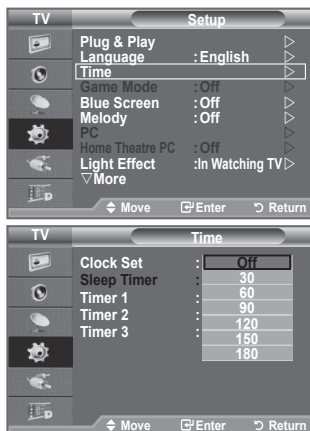 TV Setup
Plug & Play ▷
Language : English ▷
Time ▷
Game Mode : Off ▷
Blue Screen : Off ▷
Melody : Off ▷
PC ▷
Home Theatre PC : Off ▷
Light Effect :In Watching TV ▷
▽More
Move Enter Return
TV Time
Clock Set : Off
Sleep Timer : 30
60
Timer 1 :
90
Timer 2 :
120
Timer 3 :
150
180
Move Enter Return